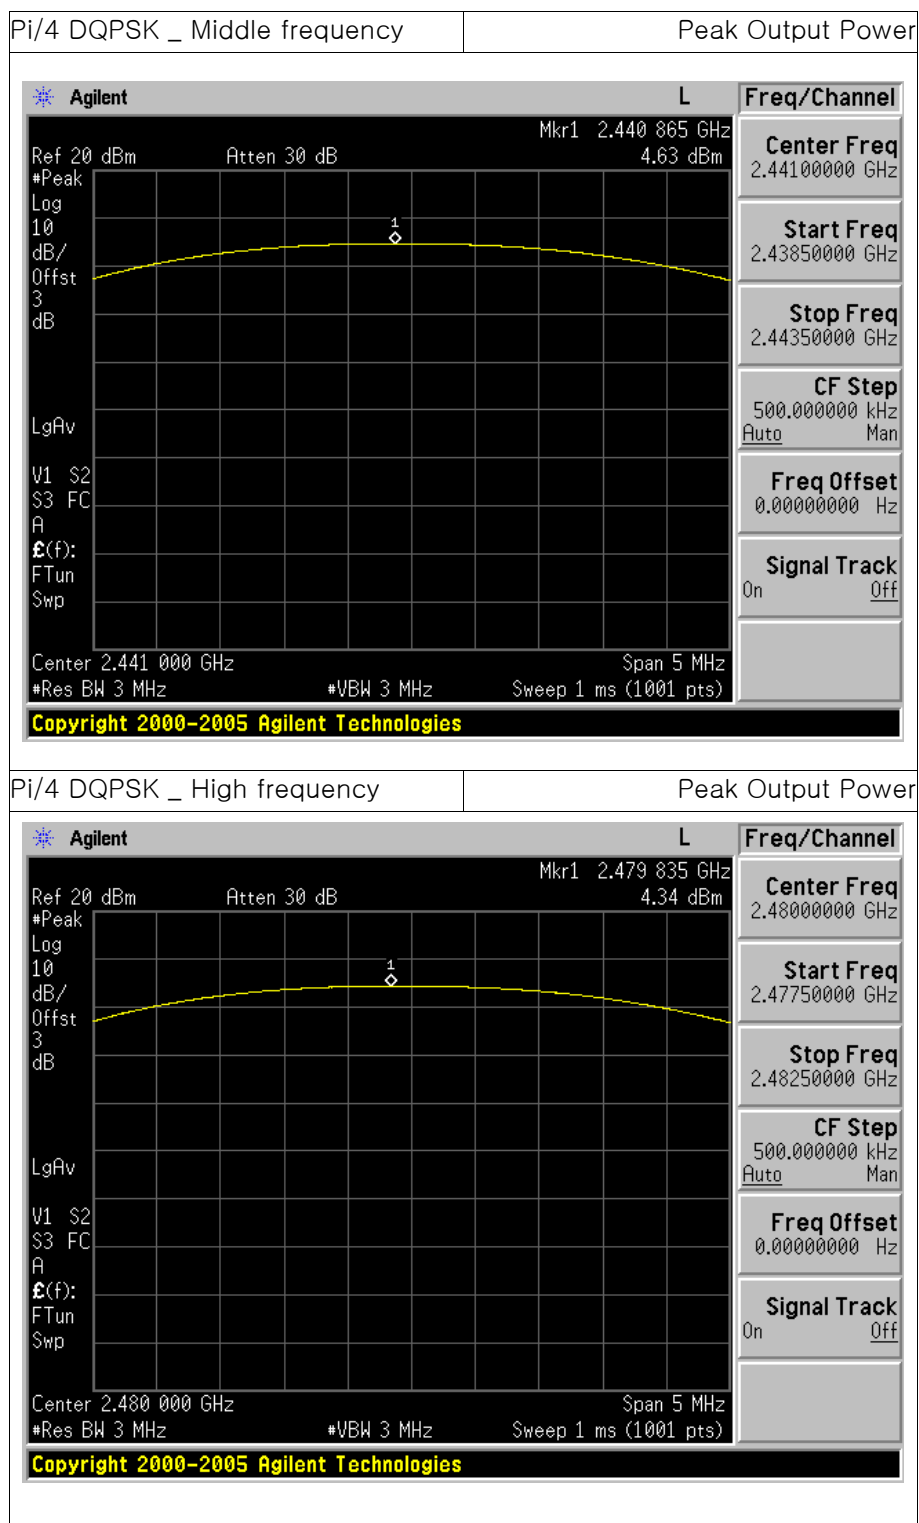 Pi/4 DQPSK _ Middle frequency Peak Output Power
Agilent L Freq/Channel
Mkr1 2.440 865 GHz
Ref 20 dBm Atten 30 dB 4.63 dBm
#Peak
Log
10
dB/
Offst
3
dB
1
LgAv
V1 S2
S3 FC
A
£(f):
FTun
Swp
Center 2.441 000 GHz Span 5 MHz
#Res BW 3 MHz #VBW 3 MHz Sweep 1 ms (1001 pts)
Copyright 2000-2005 Agilent Technologies
Center Freq
2.44100000 GHz
Start Freq
2.43850000 GHz
Stop Freq
2.44350000 GHz
CF Step
500.000000 kHz
Auto Man
Freq Offset
0.00000000 Hz
Signal Track
On Off
Pi/4 DQPSK _ High frequency Peak Output Power
Agilent L Freq/Channel
Mkr1 2.479 835 GHz
Ref 20 dBm Atten 30 dB 4.34 dBm
#Peak
Log
10
dB/
Offst
3
dB
1
LgAv
V1 S2
S3 FC
A
£(f):
FTun
Swp
Center 2.480 000 GHz Span 5 MHz
#Res BW 3 MHz #VBW 3 MHz Sweep 1 ms (1001 pts)
Copyright 2000-2005 Agilent Technologies
Center Freq
2.48000000 GHz
Start Freq
2.47750000 GHz
Stop Freq
2.48250000 GHz
CF Step
500.000000 kHz
Auto Man
Freq Offset
0.00000000 Hz
Signal Track
On Off